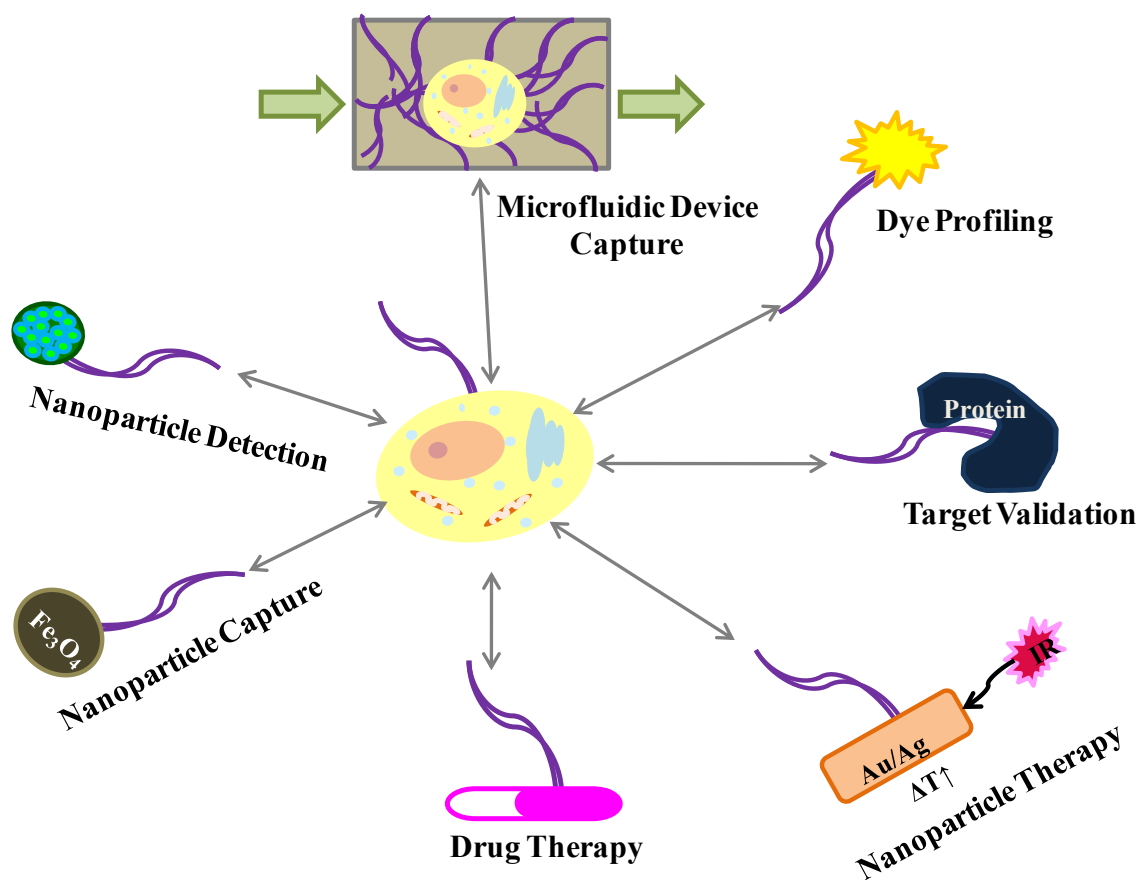 Microfluidic Device
Capture
Dye Profiling
Nanoparticle Detection
Protein
Target Validation
Fe₃O₄
Nanoparticle Capture
IR
Au/Ag
ΔT↑
Nanoparticle Therapy
Drug Therapy